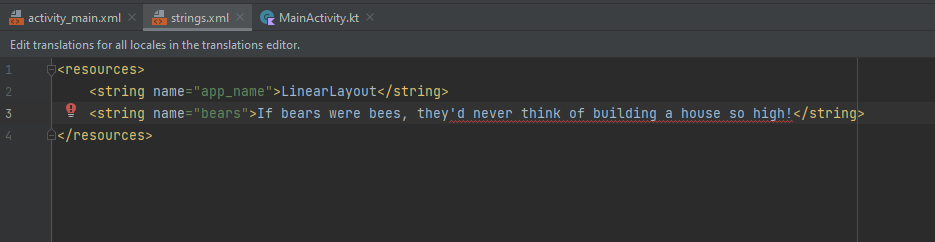 activity_main.xml strings.xml MainActivity.kt
Edit translations for all locales in the translations editor.
1 <resources>
2 <string name="app_name">LinearLayout</string>
3 <string name="bears">If bears were bees, they'd never think of building a house so high!</string>
4 </resources>